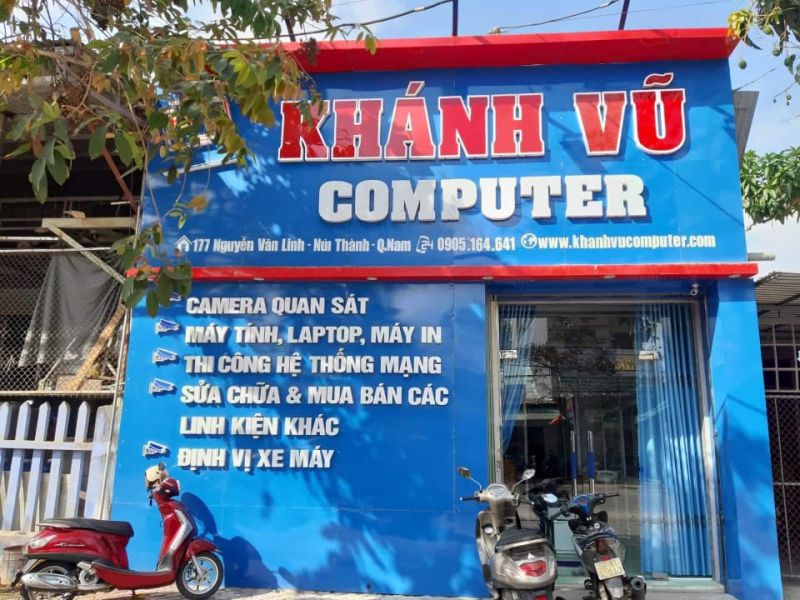 KHÁNH VŨ
COMPUTER
177 Nguyễn Văn Linh - Núi Thành - Q.Nam 24 0905.164.641 www.khanhvucomputer.com
CAMERA QUAN SÁT
MÁY TÍNH, LAPTOP, MÁY IN
THI CÔNG HỆ THỐNG MẠNG
SỬA CHỮA & MUA BÁN CÁC
LINH KIỆN KHÁC
ĐỊNH VỊ XE MÁY